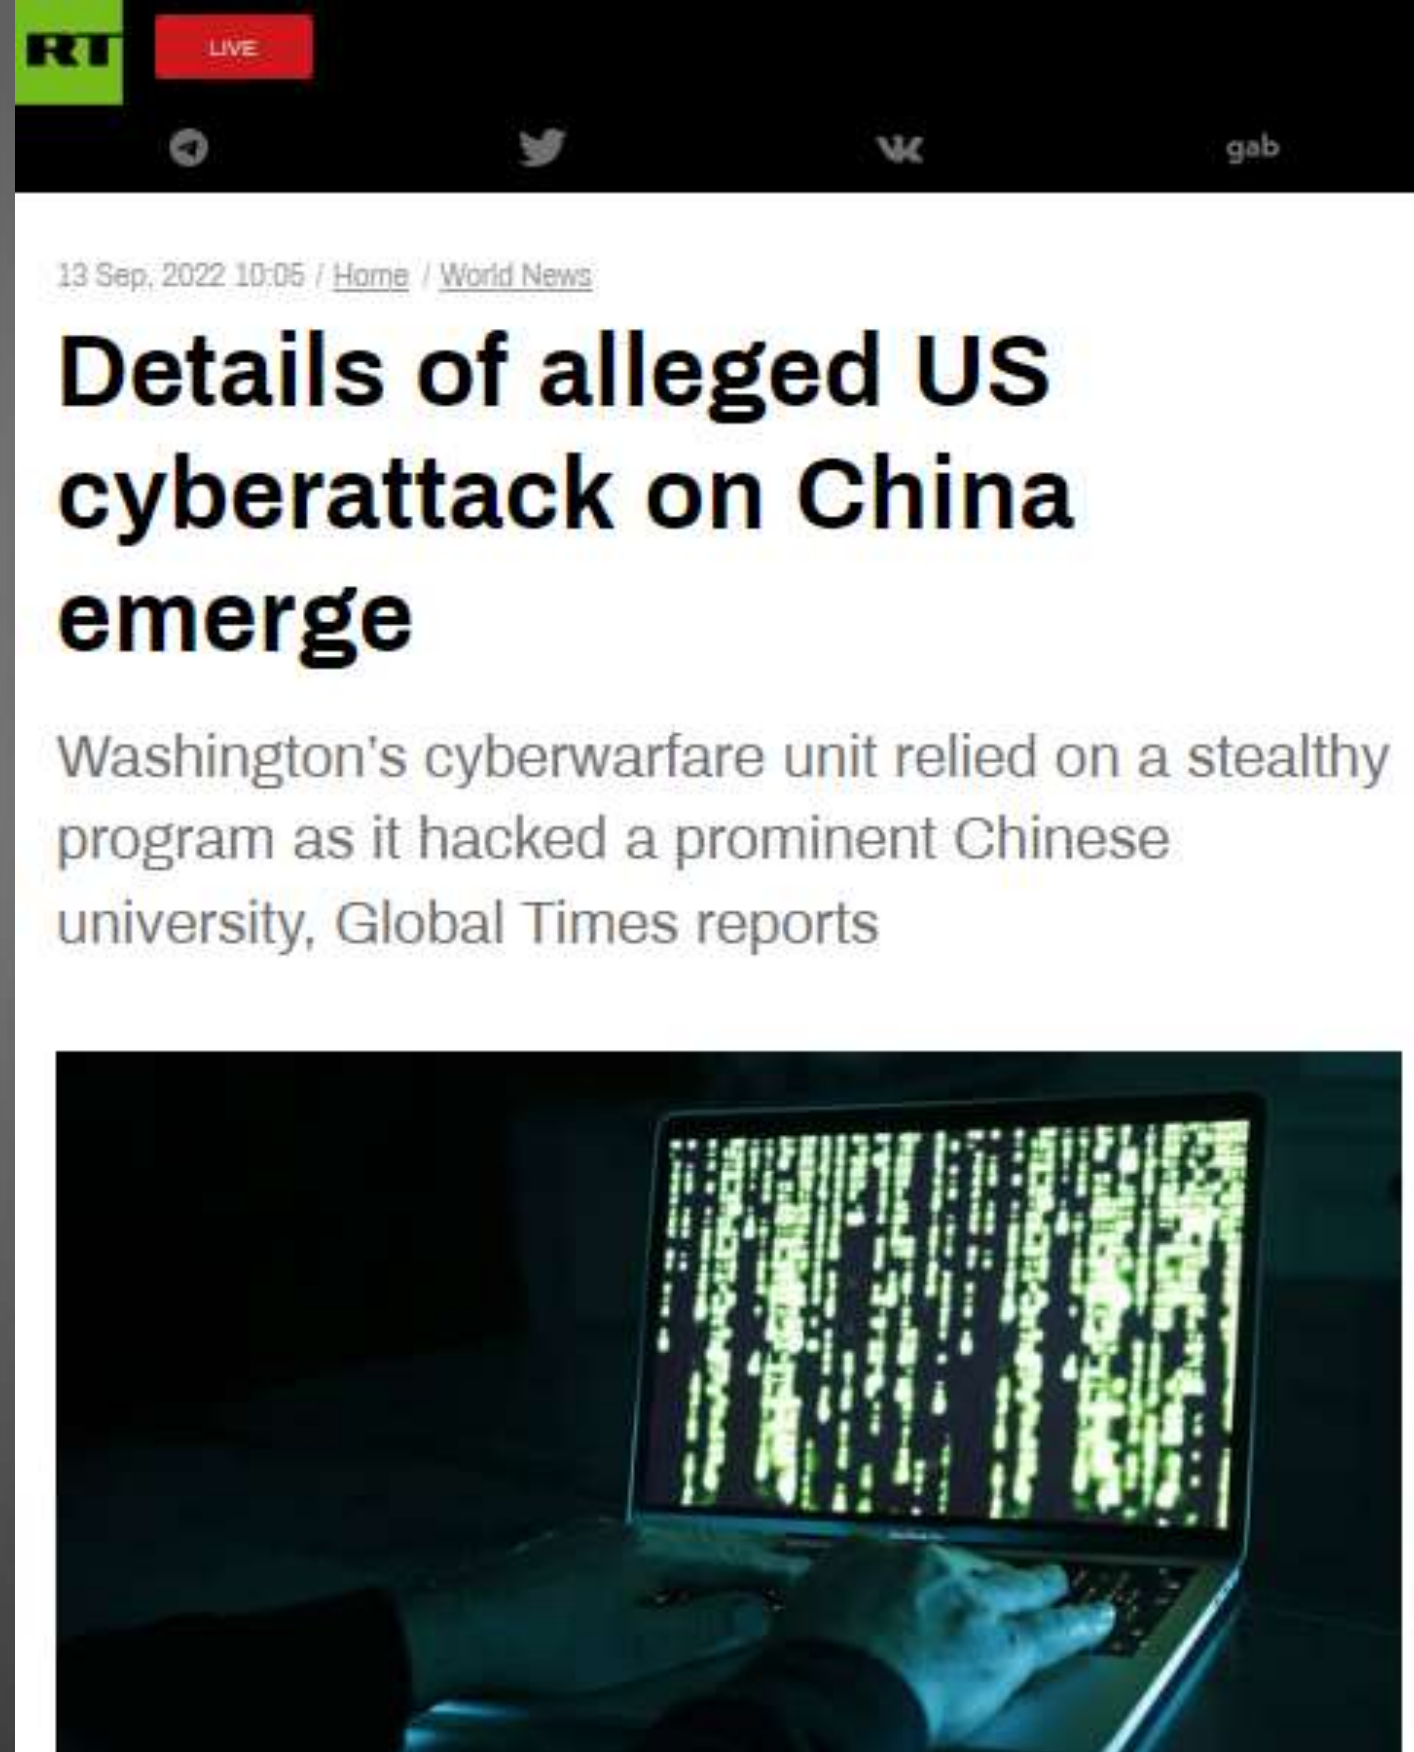 RT
LIVE
gab
13 Sep, 2022 10:05 / Home / World News
Details of alleged US
cyberattack on China
emerge
Washington's cyberwarfare unit relied on a stealthy
program as it hacked a prominent Chinese
university, Global Times reports